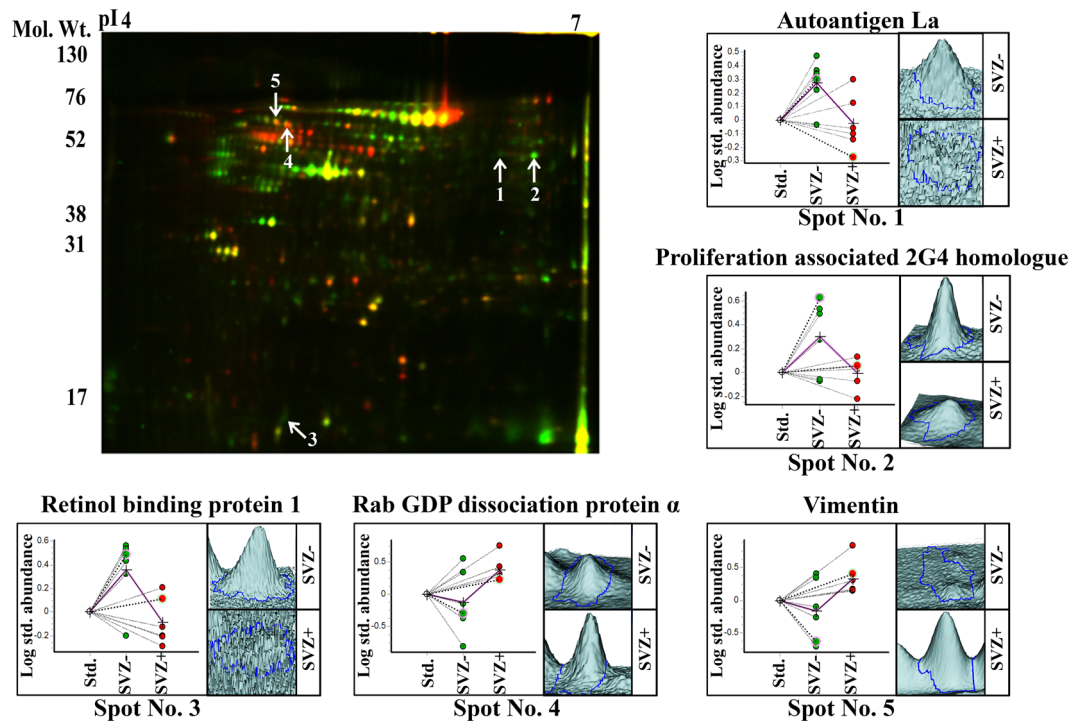 pI 4 7
Mol. Wt.
130
76
52
38
31
17
5
4
1 2
3
Autoantigen La
Log std. abundance
0.5
0.4
0.3
0.2
0.1
0
-0.1
-0.2
0.3
Std.
SVZ-
SVZ+
SVZ-
SVZ+
Spot No. 1
Proliferation associated 2G4 homologue
Log std. abundance
0.6
0.4
0.2
0
-0.2
Std.
SVZ-
SVZ+
SVZ-
SVZ+
Spot No. 2
Retinol binding protein 1
Log std. abundance
0.6
0.4
0.2
0
-0.2
Std.
SVZ-
SVZ+
SVZ-
SVZ+
Spot No. 3
Rab GDP dissociation protein α
Log std. abundance
0.5
0
-0.5
Std.
SVZ-
SVZ+
SVZ-
SVZ+
Spot No. 4
Vimentin
Log std. abundance
0.5
0
-0.5
Std.
SVZ-
SVZ+
SVZ-
SVZ+
Spot No. 5